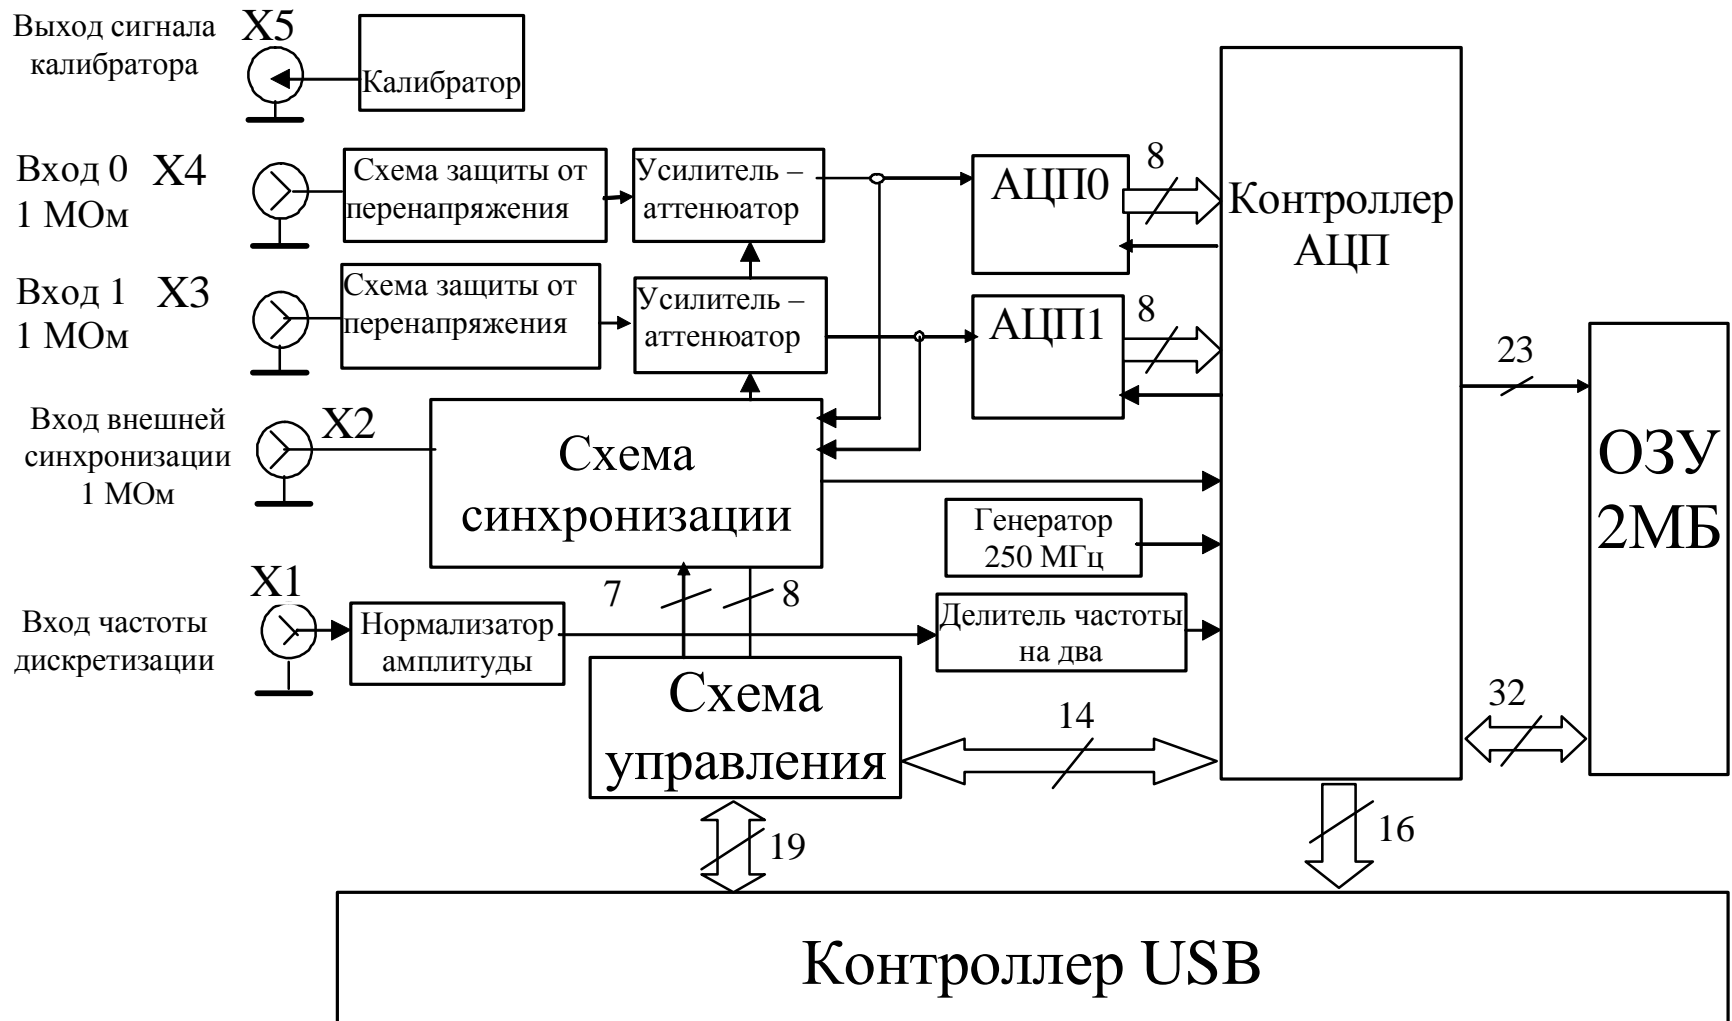 Выход сигнала
калибратора
X5
Калибратор
Вход 0 X4
1 МОм
Схема защиты от
перенапряжения
Усилитель –
аттенюатор
АЦП0
8
Контроллер
АЦП
Вход 1 X3
1 МОм
Схема защиты от
перенапряжения
Усилитель –
аттенюатор
АЦП1
8
23
ОЗУ
2МБ
Вход внешней
синхронизации
1 МОм
X2
Схема
синхронизации
Генератор
250 МГц
7
8
X1
Вход частоты
дискретизации
Нормализатор
амплитуды
Делитель частоты
на два
Схема
управления
14
32
19
16
Контроллер USB